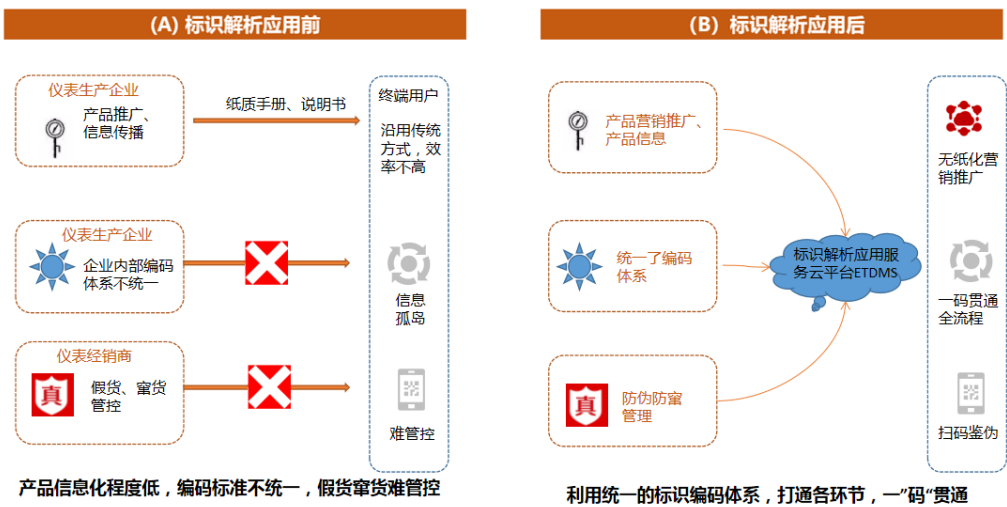 (A) 标识解析应用前
仪表生产企业
产品推广、
信息传播
纸质手册、说明书
终端用户
沿用传统
方式，效
率不高
仪表生产企业
企业内部编码
体系不统一
信息
孤岛
仪表经销商
真
假货、窜货
管控
难管控
产品信息化程度低，编码标准不统一，假货窜货难管控
(B) 标识解析应用后
产品营销推广、
产品信息
统一了编码
体系
真
防伪防窜
管理
标识解析应用服
务云平台ETDMS
无纸化营
销推广
一码贯通
全流程
扫码鉴伪
利用统一的标识编码体系，打通各环节，一”码“贯通